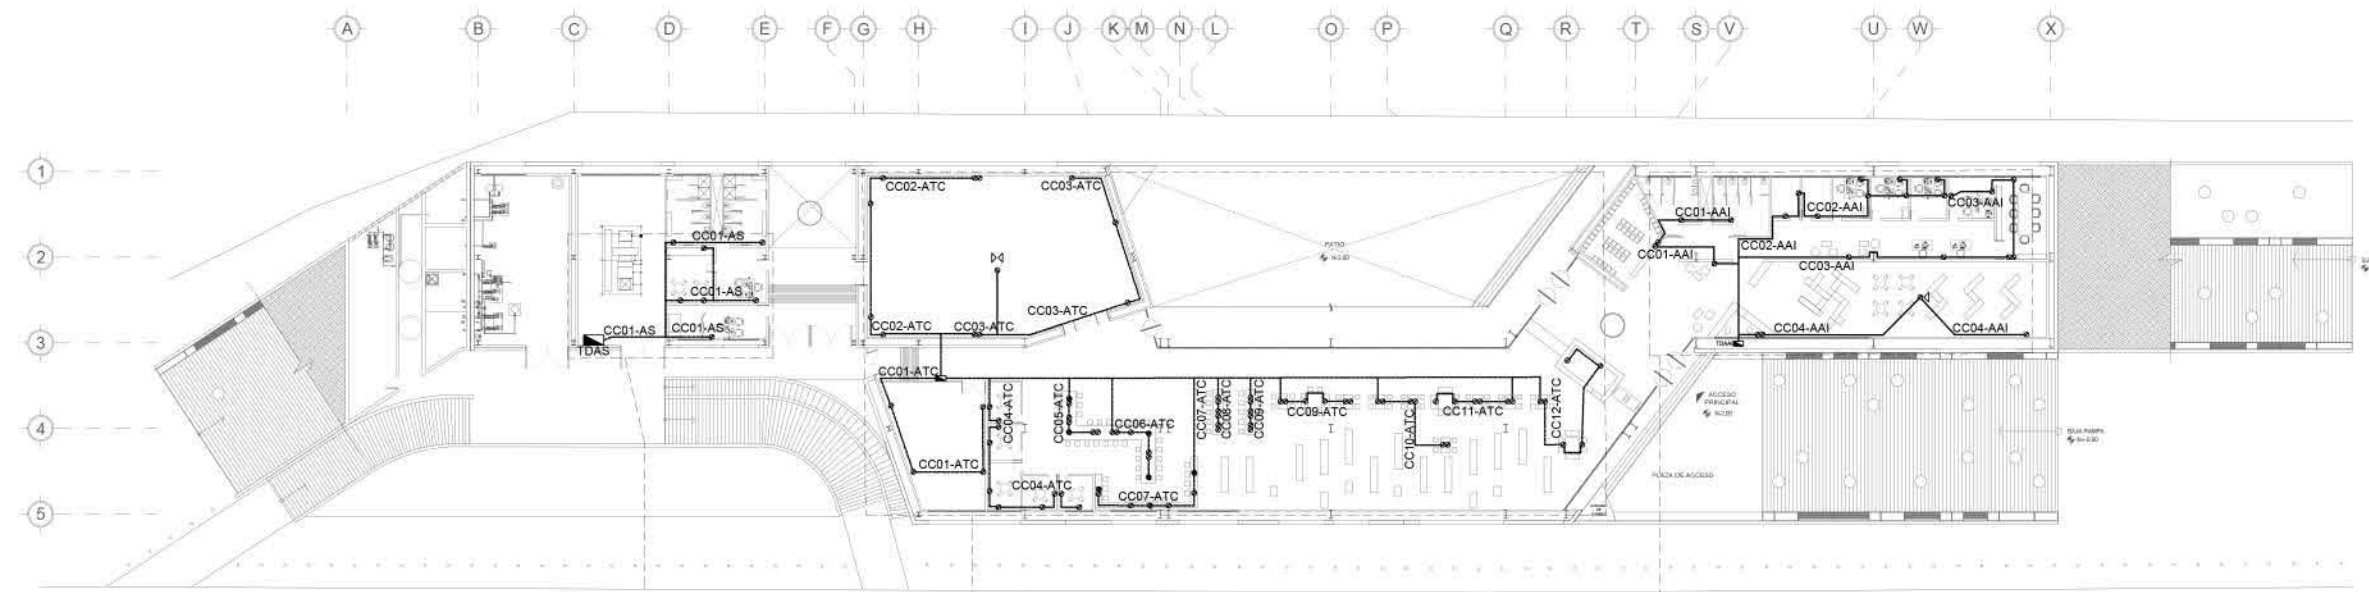 A B C D E F G H I J K M N L O P Q R T S V U W X
1
CC02-ATC CC03-ATC
CC01-AAI CC02-AAI CC03-AAI
CC01-AS
2
PATIO
CC01-AAI CC02-AAI
CC03-AAI
CC01-AS
CC03-ATC
CC01-AS CC01-AS CC02-ATC CC03-ATC
CC04-AAI CC04-AAI
3
TDAS
CC01-ATC
CC04-ATC
CC05-ATC
CC06-ATC
CC07-ATC
CC08-ATC
CC09-ATC
CC09-ATC
CC10-ATC
CC11-ATC
CC12-ATC
ACCESO
PRINCIPAL
4
BAJA RAMPA
CC01-ATC
PLAZA DE ACCESO
CC04-ATC
CC07-ATC
5